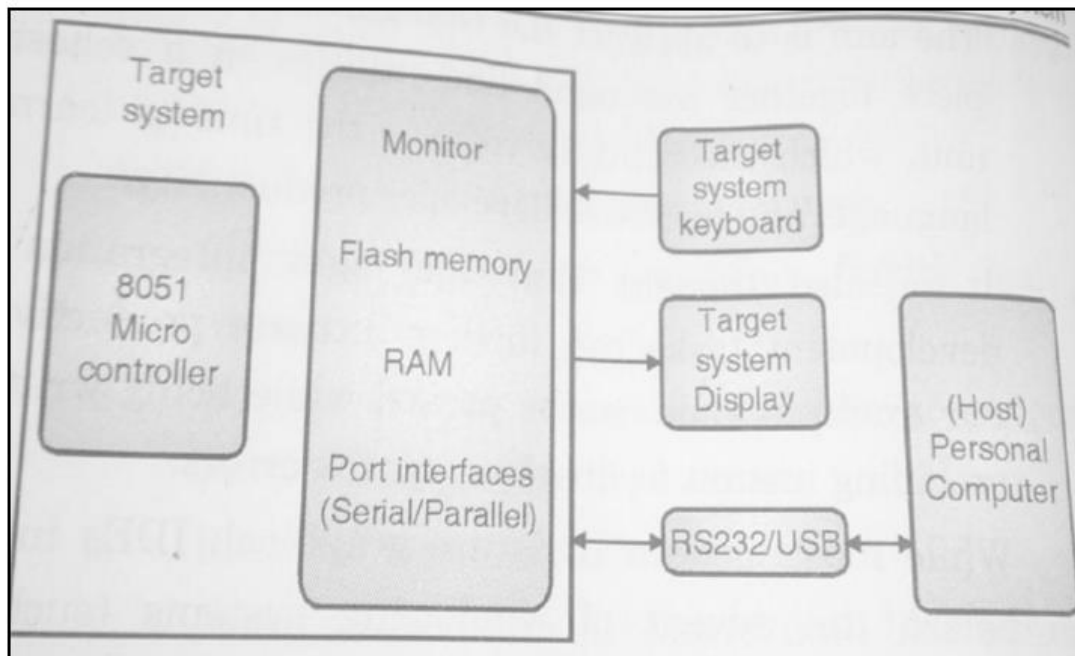 Target
system
8051
Micro
controller
Monitor
Flash memory
RAM
Port interfaces
(Serial/Parallel)
Target
system
keyboard
Target
system
Display
RS232/USB
(Host)
Personal
Computer